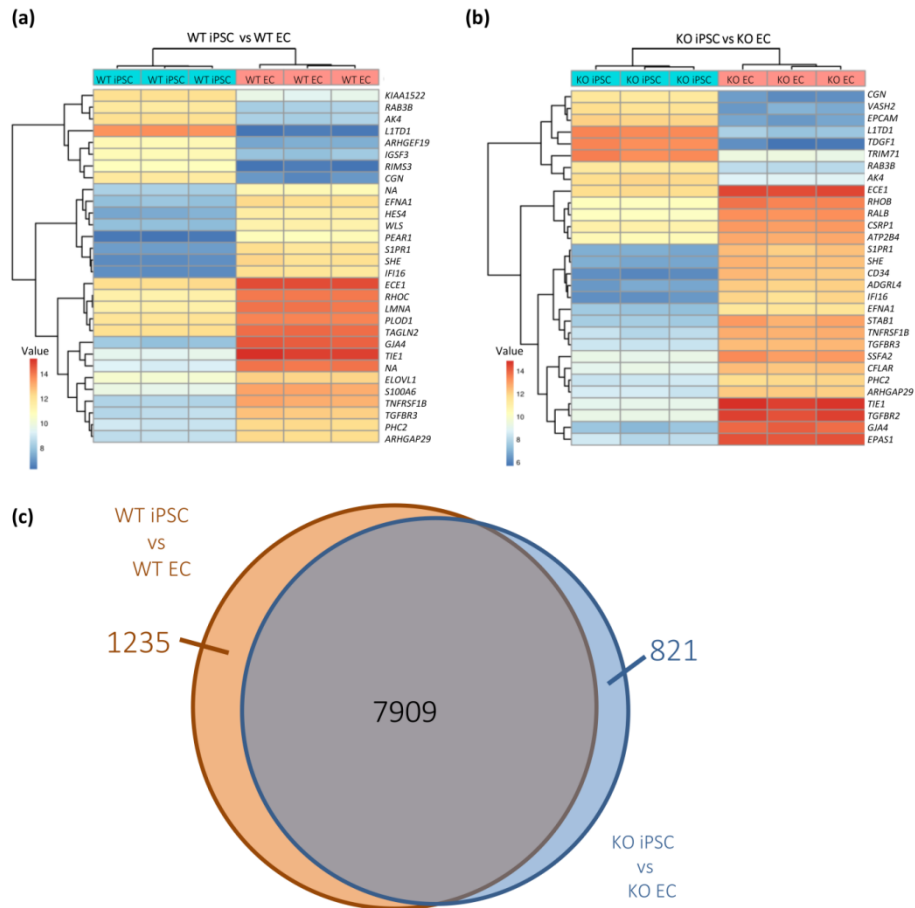 (a)
WT iPSC vs WT EC
WT iPSC WT iPSC WT iPSC WT EC WT EC WT EC
KIAA1522
RAB3B
AK4
L1TD1
ARHGEF19
IGSF3
RIMS3
CGN
NA
EFNA1
HES4
WLS
PEAR1
S1PR1
SHE
IFI16
ECE1
RHOC
LMNA
PLOD1
TAGLN2
GJA4
TIE1
NA
ELOVL1
S100A6
TNFRSF1B
TGFBR3
PHC2
ARHGAP29
Value
14
12
10
8
(b)
KO iPSC vs KO EC
KO iPSC KO iPSC KO iPSC KO EC KO EC KO EC
CGN
VASH2
EPCAM
L1TD1
TDGF1
TRIM71
RAB3B
AK4
ECE1
RHOB
RALB
CSRP1
ATP2B4
S1PR1
SHE
CD34
ADGRL4
IFI16
EFNA1
STAB1
TNFRSF1B
TGFBR3
SSFA2
CFLAR
PHC2
ARHGAP29
TIE1
TGFBR2
GJA4
EPAS1
Value
14
12
10
8
6
(c)
WT iPSC
vs
WT EC
1235
7909
821
KO iPSC
vs
KO EC